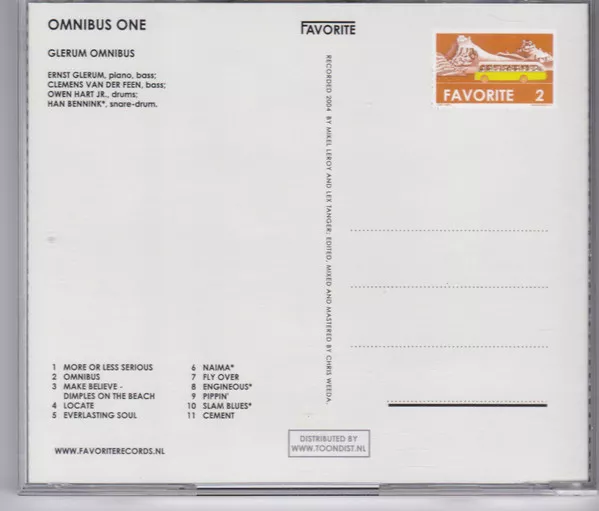 OMNIBUS ONE
GLERUM OMNIBUS
ERNST GLERUM, piano, bass;
CLEMENS VAN DER FEEN, bass;
OWEN HART JR., drums;
HAN BENNINK*, snare-drum.
FAVORITE
FAVORITE 2
RECORDED 2004 BY MIKEL LEROY AND LEX TANGER; EDITED, MIXED AND MASTERED BY CHRIS WEEDA.
1 MORE OR LESS SERIOUS
2 OMNIBUS
3 MAKE BELIEVE -
DIMPLES ON THE BEACH
4 LOCATE
5 EVERLASTING SOUL
6 NAIMA*
7 FLY OVER
8 ENGINEOUS*
9 PIPPIN'
10 SLAM BLUES*
11 CEMENT
WWW.FAVORITERECORDS.NL
DISTRIBUTED BY
WWW.TOONDIST.NL